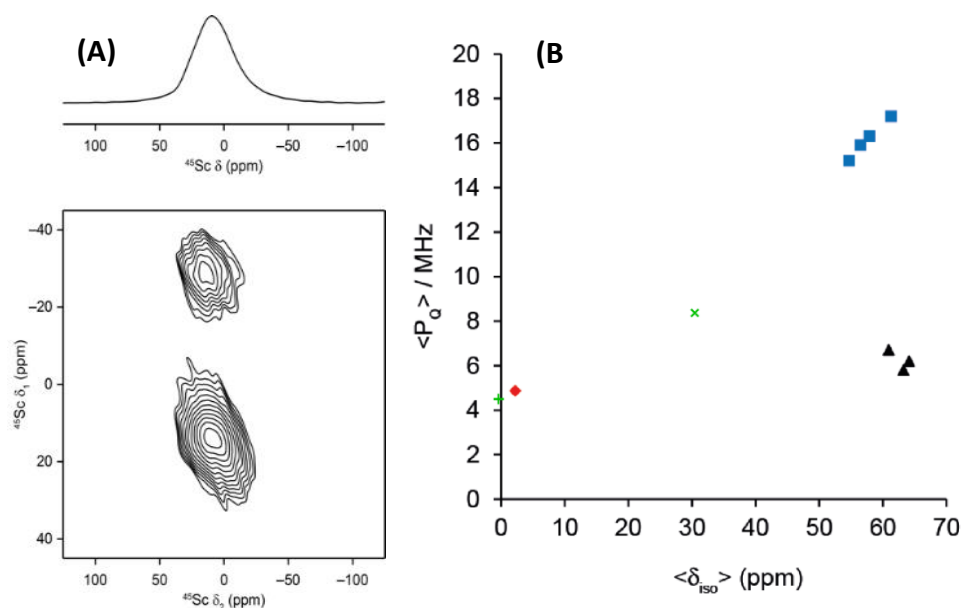 (A)
100 50 0 −50 −100
⁴⁵Sc δ (ppm)
−40
−20
0
20
40
⁴⁵Sc δ₁ (ppm)
100 50 0 −50 −100
⁴⁵Sc δ₂ (ppm)
(B)
20
18
16
14
12
10
8
6
4
2
0
<P_Q> / MHz
0 10 20 30 40 50 60 70
<δ_iso> (ppm)